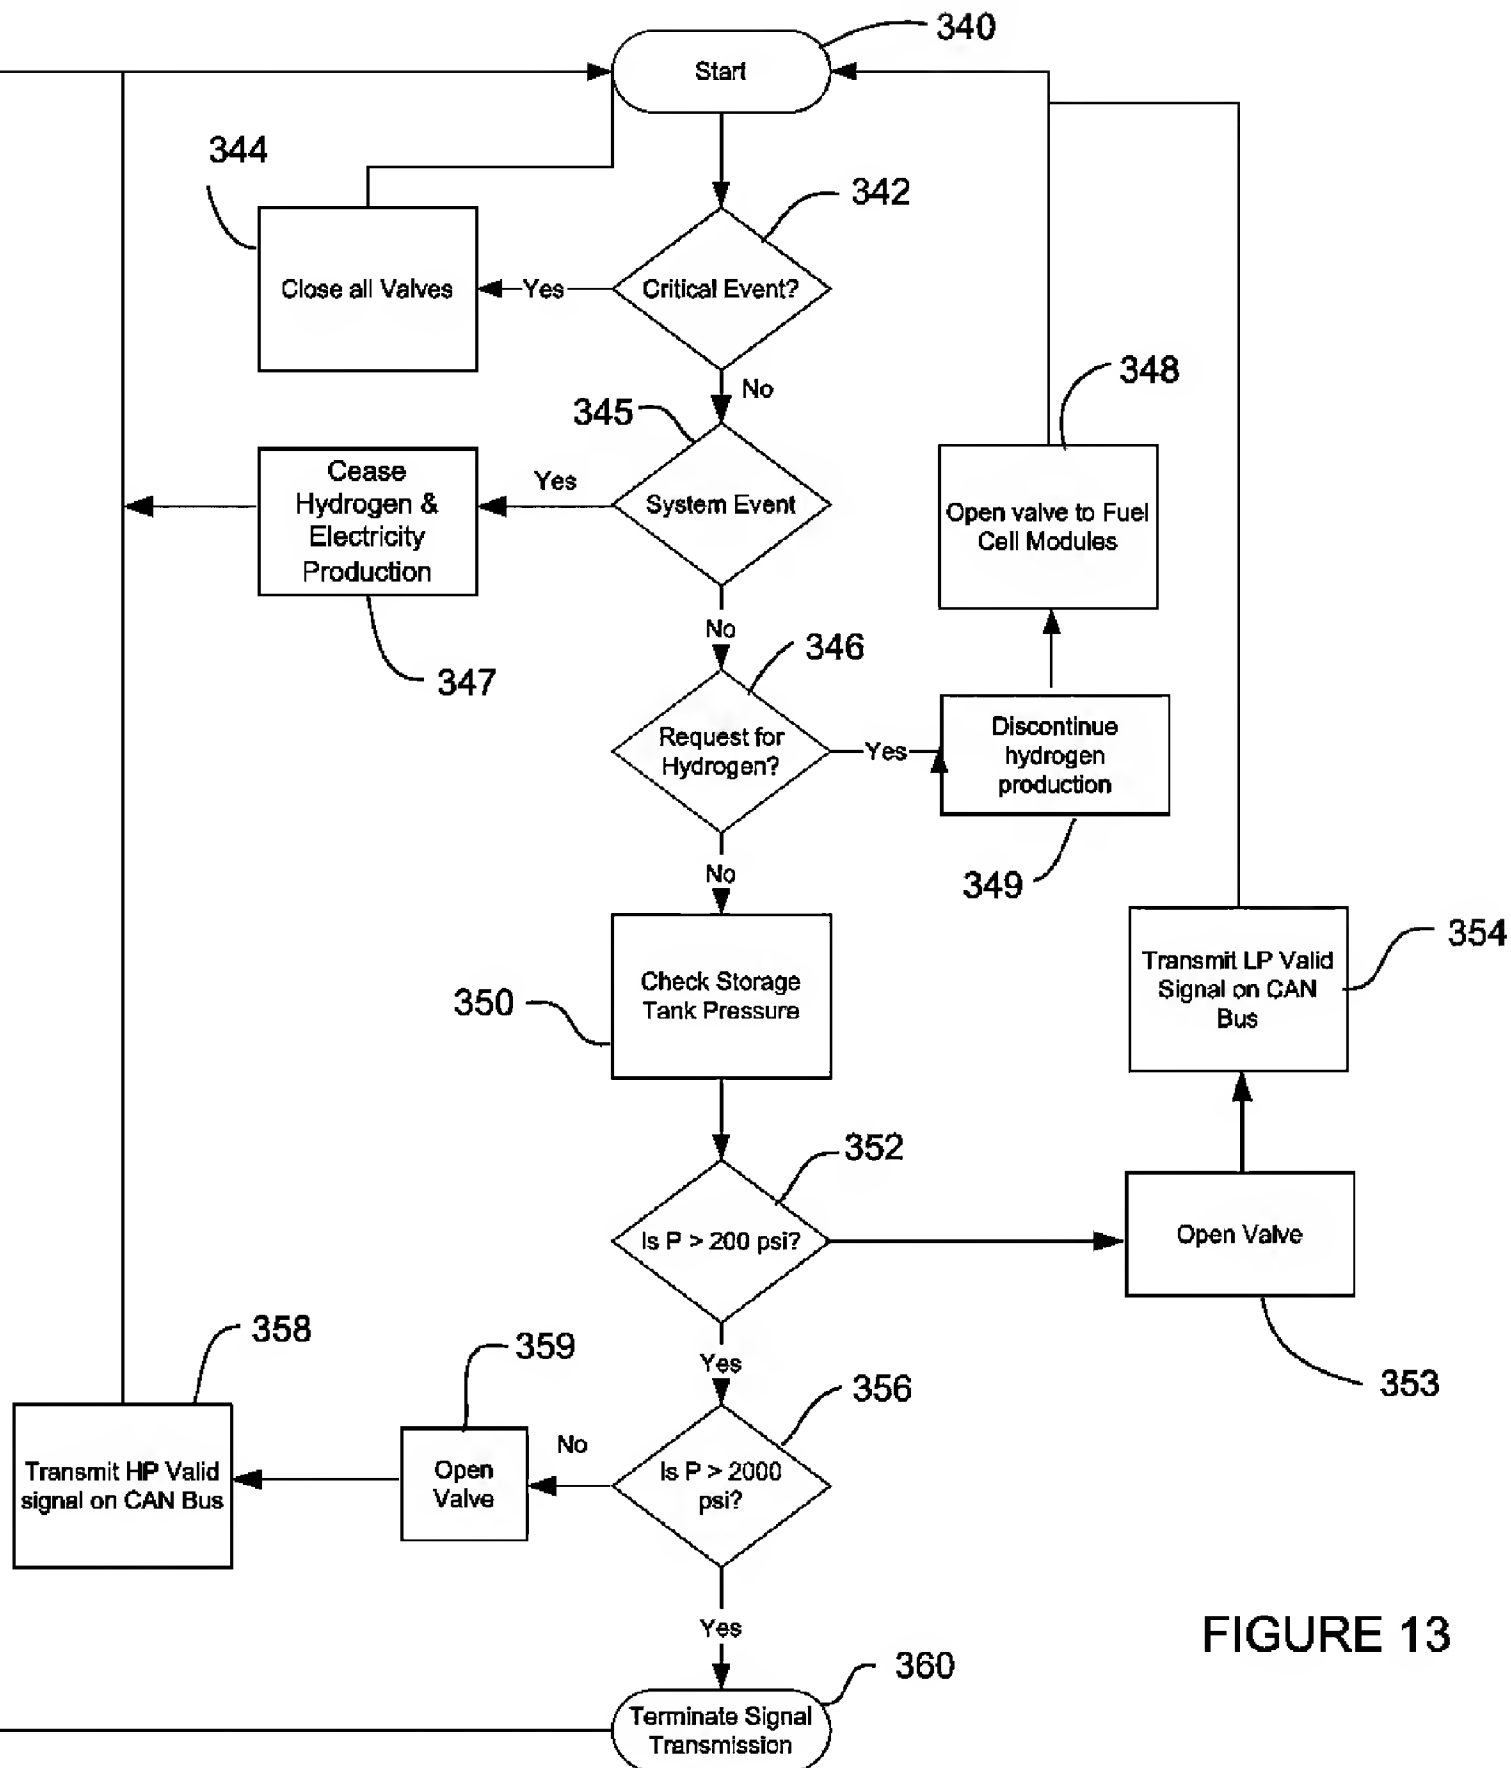 340
Start
344
342
Close all Valves
Yes
Critical Event?
No
348
345
Cease
Hydrogen &
Electricity
Production
Yes
System Event
Open valve to Fuel
Cell Modules
347
No
346
Request for
Hydrogen?
Yes
Discontinue
hydrogen
production
349
No
350
Check Storage
Tank Pressure
Transmit LP Valid
Signal on CAN
Bus
354
352
Is P > 200 psi?
Open Valve
353
Yes
358
359
356
Transmit HP Valid
signal on CAN Bus
Open
Valve
No
Is P > 2000
psi?
Yes
FIGURE 13
360
Terminate Signal
Transmission